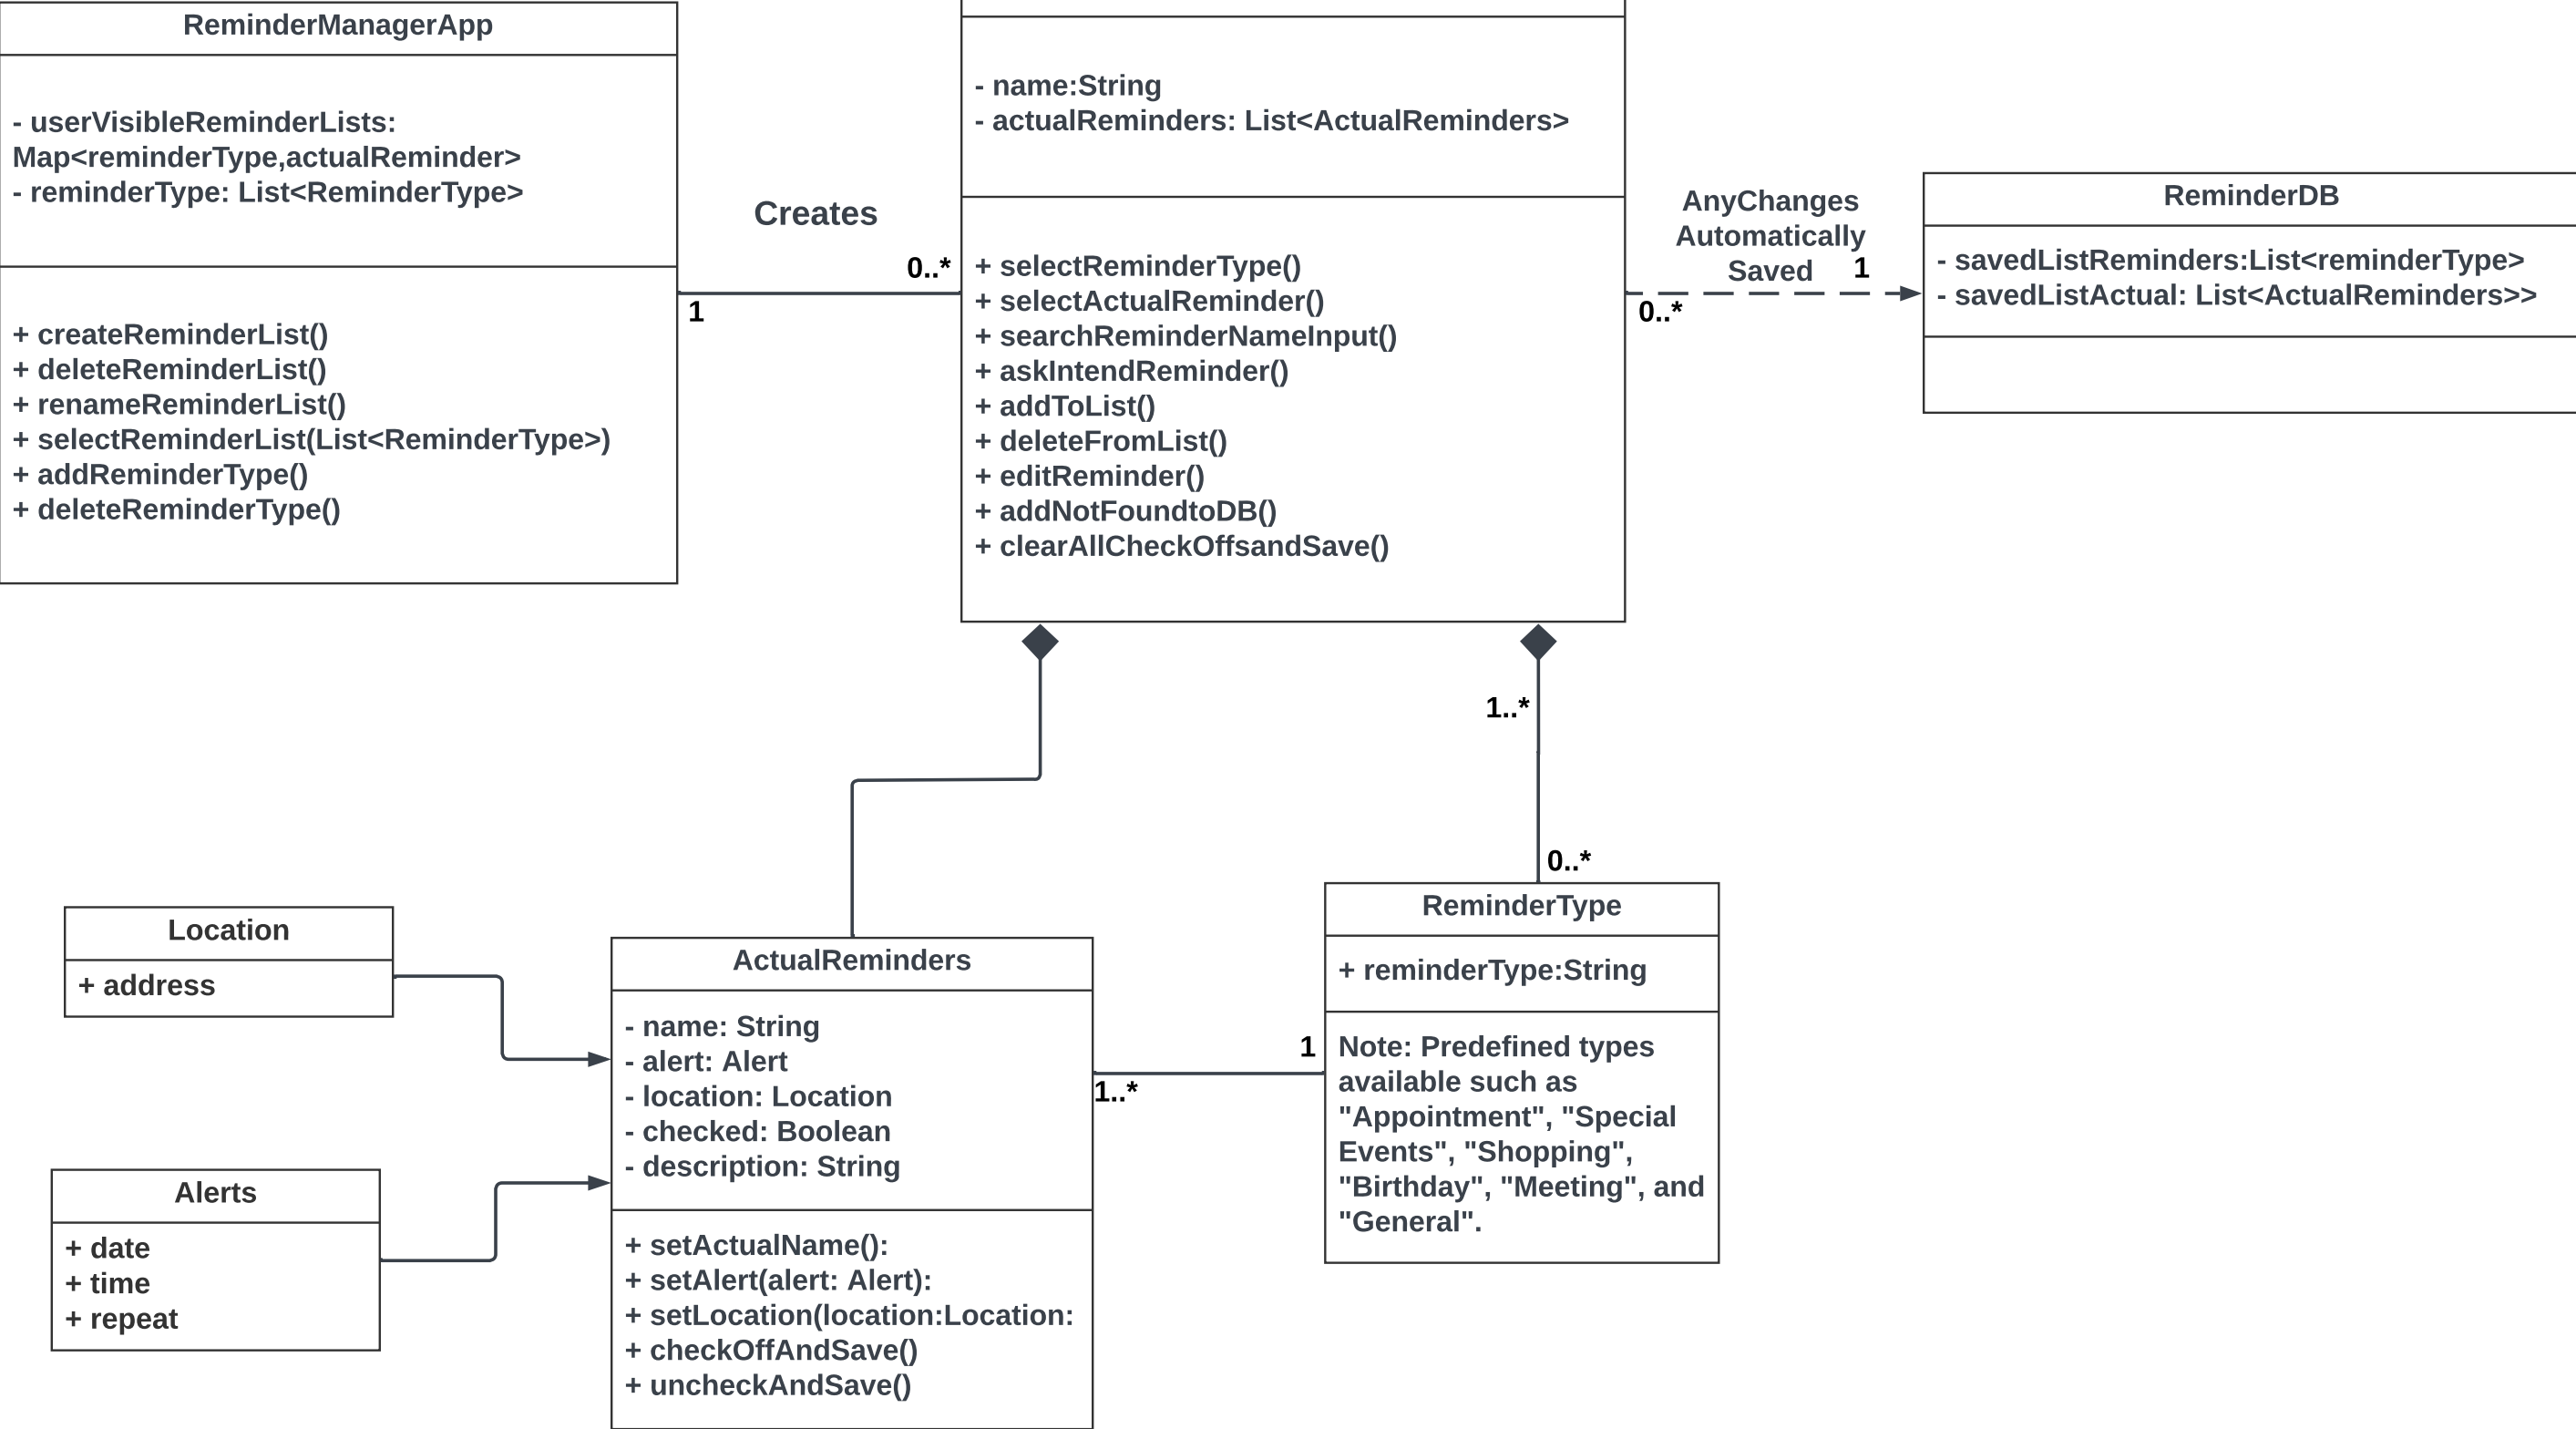 ReminderManagerApp
- userVisibleReminderLists:
Map<reminderType,actualReminder>
- reminderType: List<ReminderType>
+ createReminderList()
+ deleteReminderList()
+ renameReminderList()
+ selectReminderList(List<ReminderType>)
+ addReminderType()
+ deleteReminderType()
Creates
1
0..*
- name:String
- actualReminders: List<ActualReminders>
+ selectReminderType()
+ selectActualReminder()
+ searchReminderNameInput()
+ askIntendReminder()
+ addToList()
+ deleteFromList()
+ editReminder()
+ addNotFoundtoDB()
+ clearAllCheckOffsandSave()
AnyChanges
Automatically
Saved
1
0..*
ReminderDB
- savedListReminders:List<reminderType>
- savedListActual: List<ActualReminders>>
1..*
0..*
Location
+ address
Alerts
+ date
+ time
+ repeat
ActualReminders
- name: String
- alert: Alert
- location: Location
- checked: Boolean
- description: String
+ setActualName():
+ setAlert(alert: Alert):
+ setLocation(location:Location:
+ checkOffAndSave()
+ uncheckAndSave()
1
1..*
ReminderType
+ reminderType:String
Note: Predefined types
available such as
"Appointment", "Special
Events", "Shopping",
"Birthday", "Meeting", and
"General".